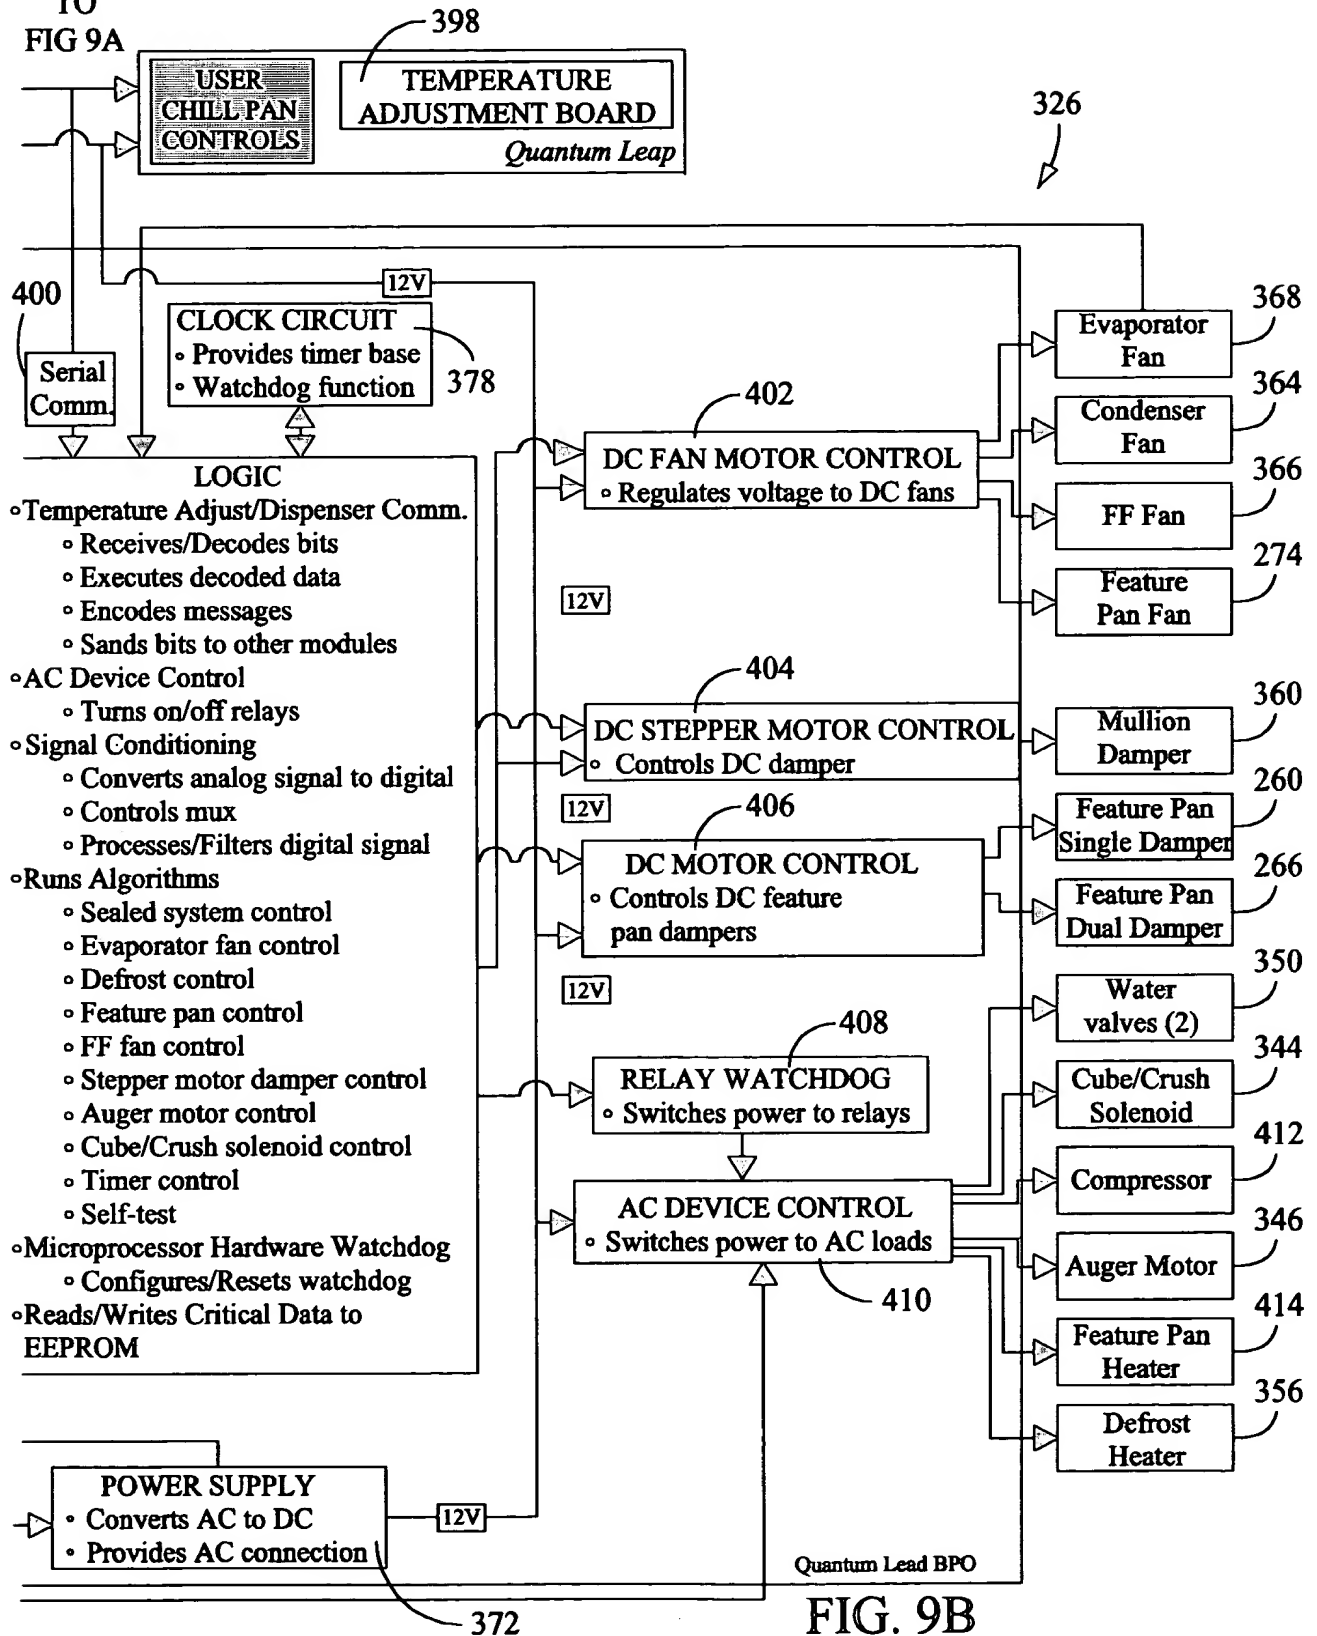 TO
FIG 9A
398
USER
CHILL PAN
CONTROLS
TEMPERATURE
ADJUSTMENT BOARD
Quantum Leap
326
12V
400
Serial
Comm.
CLOCK CIRCUIT
∘ Provides timer base
∘ Watchdog function
378
LOGIC
∘Temperature Adjust/Dispenser Comm.
∘ Receives/Decodes bits
∘ Executes decoded data
∘ Encodes messages
∘ Sands bits to other modules
∘AC Device Control
∘ Turns on/off relays
∘Signal Conditioning
∘ Converts analog signal to digital
∘ Controls mux
∘ Processes/Filters digital signal
∘Runs Algorithms
∘ Sealed system control
∘ Evaporator fan control
∘ Defrost control
∘ Feature pan control
∘ FF fan control
∘ Stepper motor damper control
∘ Auger motor control
∘ Cube/Crush solenoid control
∘ Timer control
∘ Self-test
∘Microprocessor Hardware Watchdog
∘ Configures/Resets watchdog
∘Reads/Writes Critical Data to
EEPROM
402
DC FAN MOTOR CONTROL
∘ Regulates voltage to DC fans
12V
404
DC STEPPER MOTOR CONTROL
∘ Controls DC damper
12V
406
DC MOTOR CONTROL
∘ Controls DC feature
pan dampers
12V
408
RELAY WATCHDOG
∘ Switches power to relays
AC DEVICE CONTROL
∘ Switches power to AC loads
410
Evaporator
Fan
368
Condenser
Fan
364
FF Fan
366
Feature
Pan Fan
274
Mullion
Damper
360
Feature Pan
Single Damper
260
Feature Pan
Dual Damper
266
Water
valves (2)
350
Cube/Crush
Solenoid
344
Compressor
412
Auger Motor
346
Feature Pan
Heater
414
Defrost
Heater
356
POWER SUPPLY
∘ Converts AC to DC
∘ Provides AC connection
12V
372
Quantum Lead BPO
FIG. 9B